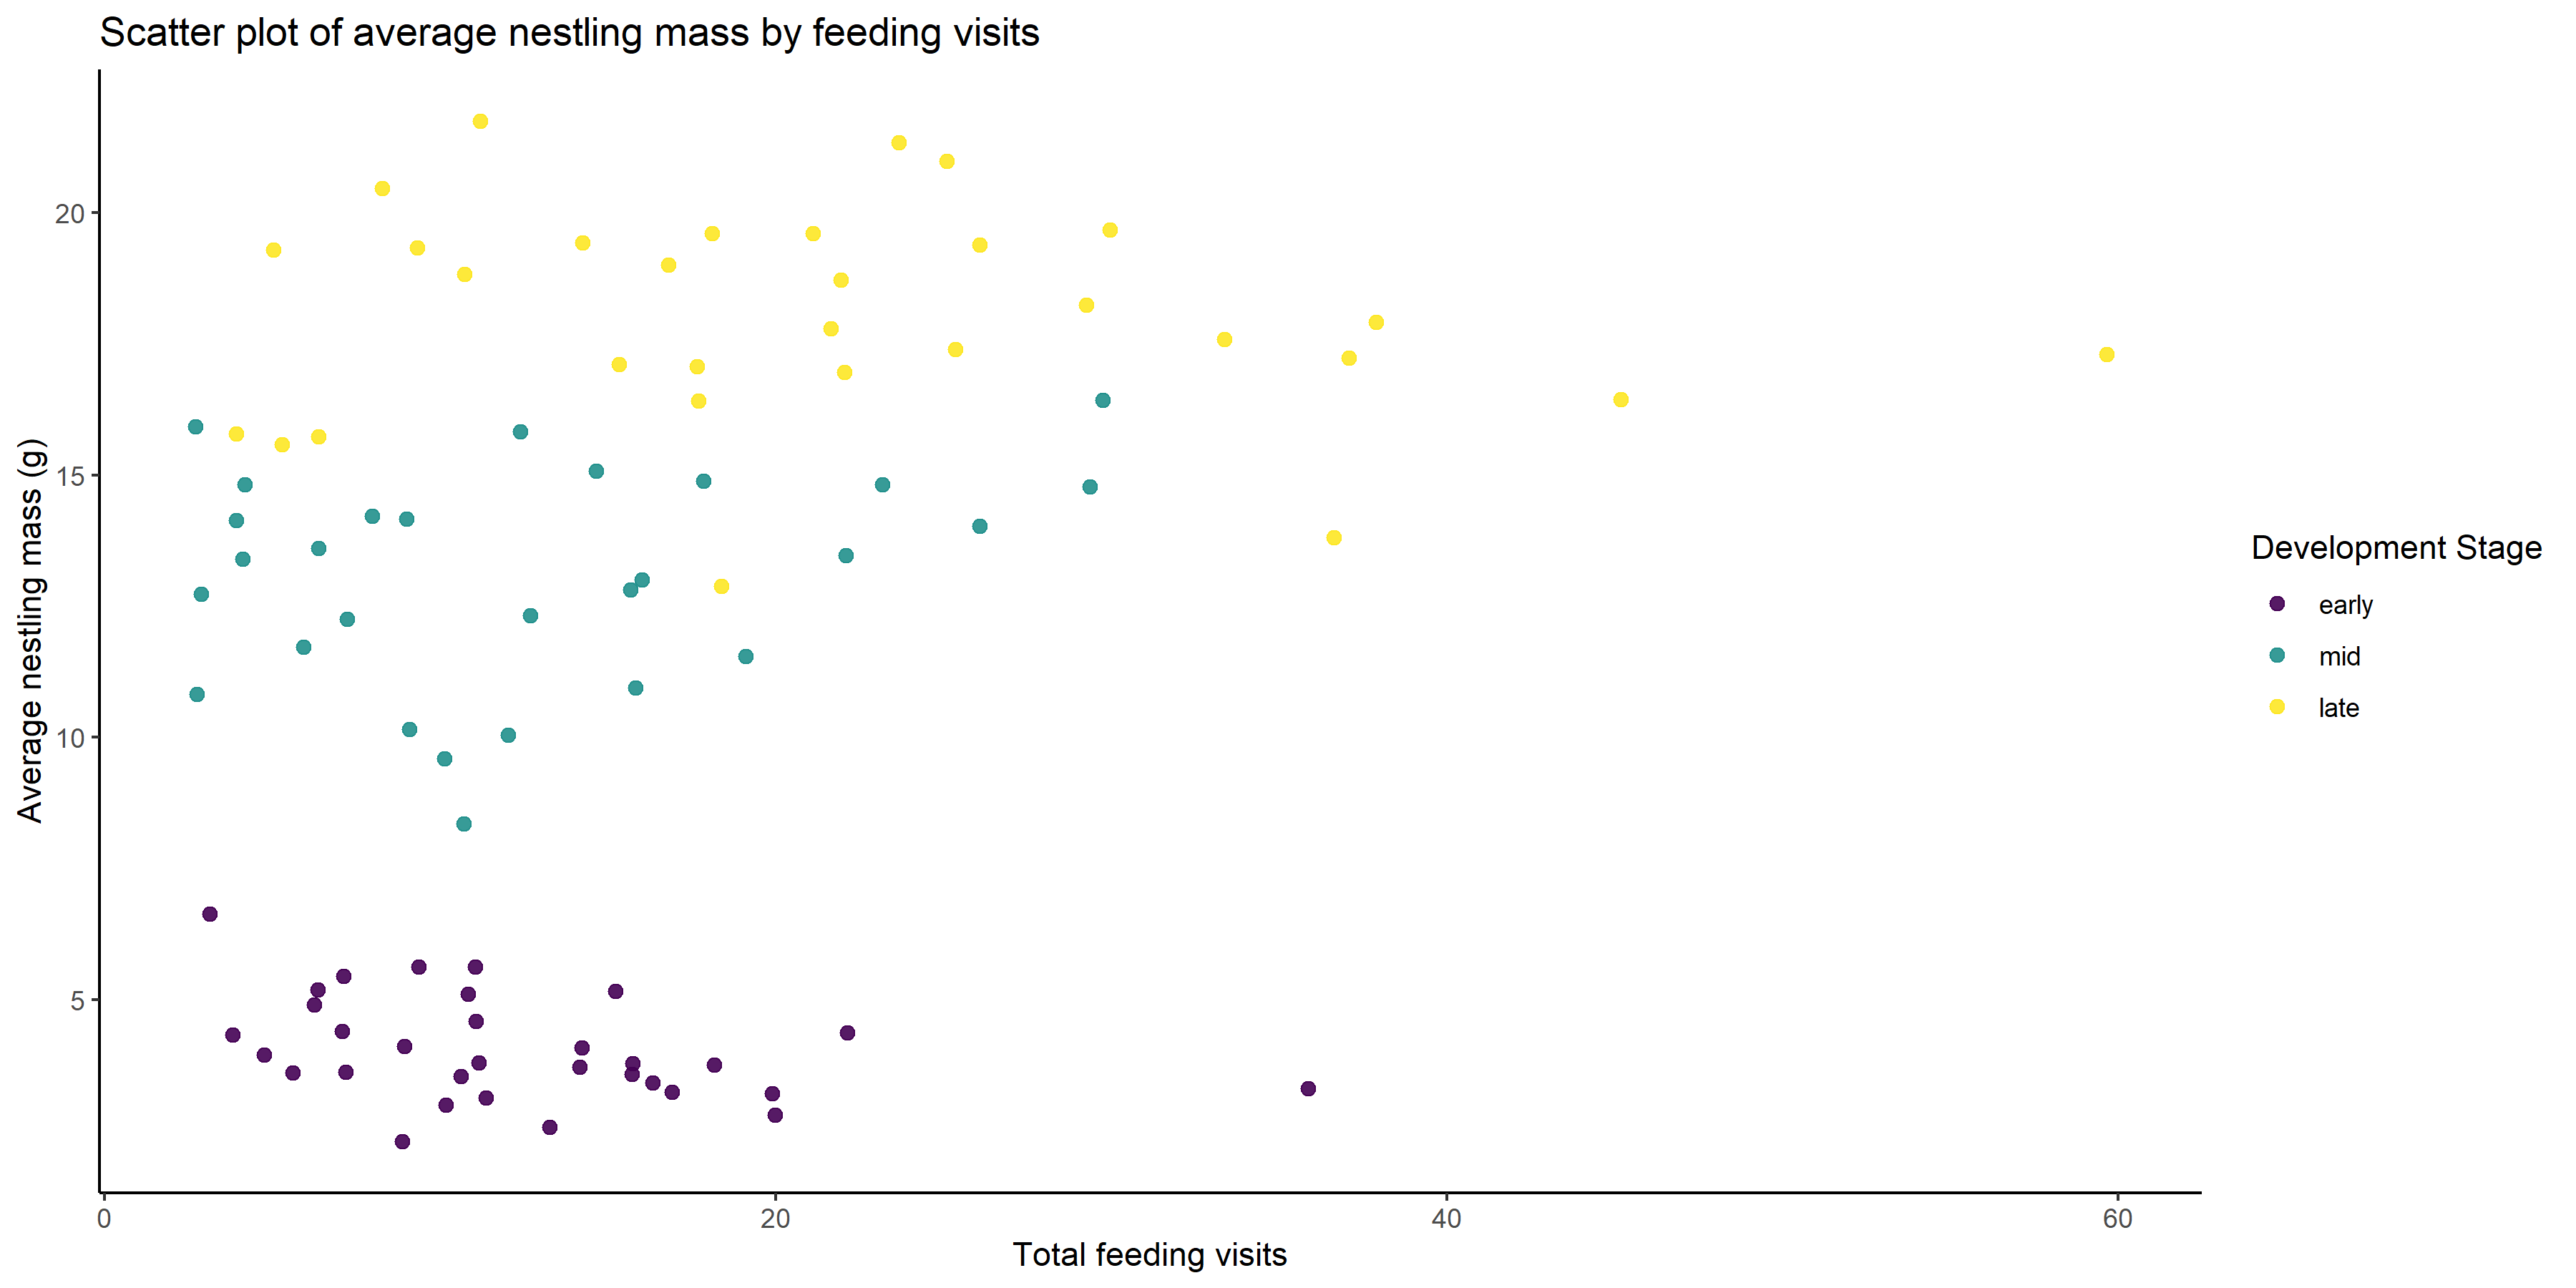 Scatter plot of average nestling mass by feeding visits
20
15
10
5
Average nestling mass (g)
0
20
40
60
Total feeding visits
Development Stage
early
mid
late